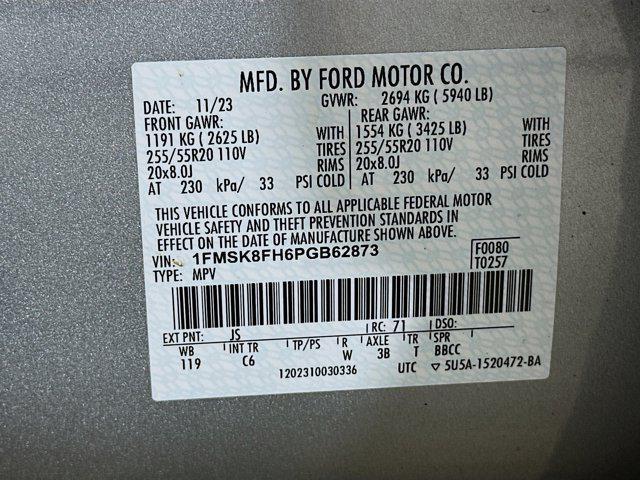 MFD. BY FORD MOTOR CO.
DATE: 11/23 GVWR: 2694 KG ( 5940 LB)
FRONT GAWR: REAR GAWR:
1191 KG ( 2625 LB) WITH 1554 KG ( 3425 LB) WITH
255/55R20 110V TIRES 255/55R20 110V TIRES
20x8.0J RIMS 20x8.0J RIMS
AT 230 kPa/ 33 PSI COLD AT 230 kPa/ 33 PSI COLD
THIS VEHICLE CONFORMS TO ALL APPLICABLE FEDERAL MOTOR
VEHICLE SAFETY AND THEFT PREVENTION STANDARDS IN
EFFECT ON THE DATE OF MANUFACTURE SHOWN ABOVE.
VIN: 1FMSK8FH6PGB62873 F0080
TYPE: MPV T0257
EXT PNT: JS RC: 71 DSO:
WB INT TR TP/PS R AXLE TR SPR
119 C6 W 3B T BBCC
1202310030336 UTC ▽ 5U5A-1520472-BA